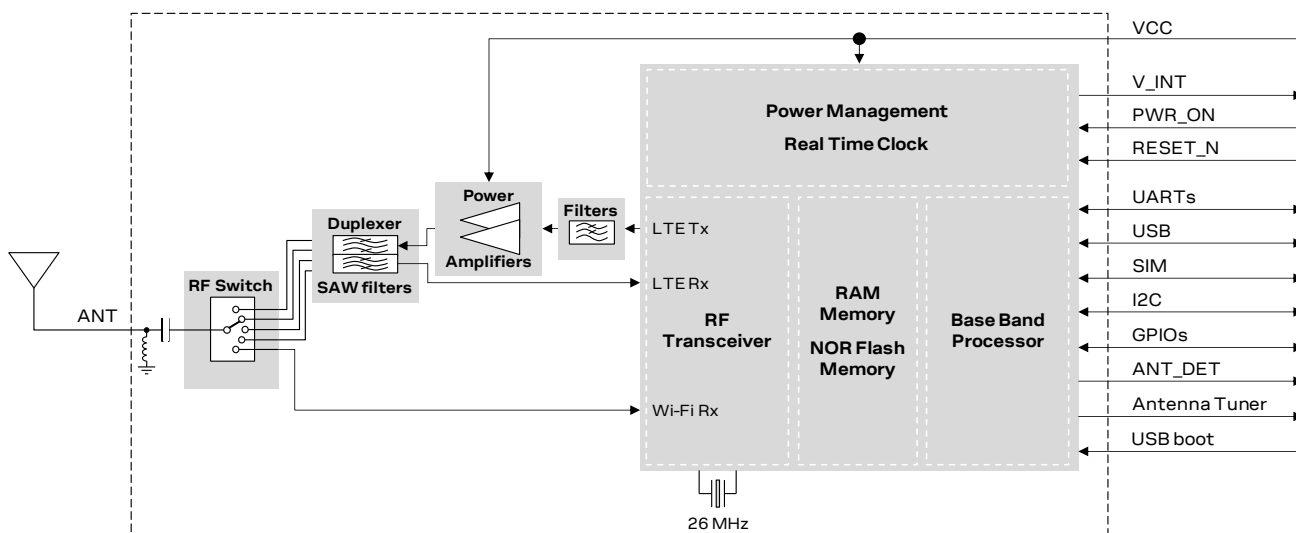 VCC
V_INT
PWR_ON
RESET_N
Power Management
Real Time Clock
UARTs
USB
SIM
I2C
GPIOs
ANT_DET
Antenna Tuner
USB boot
Power
Amplifiers
Filters
Duplexer
SAW filters
RF Switch
ANT
LTE Tx
LTE Rx
RF
Transceiver
Wi-Fi Rx
RAM
Memory
NOR Flash
Memory
Base Band
Processor
26 MHz